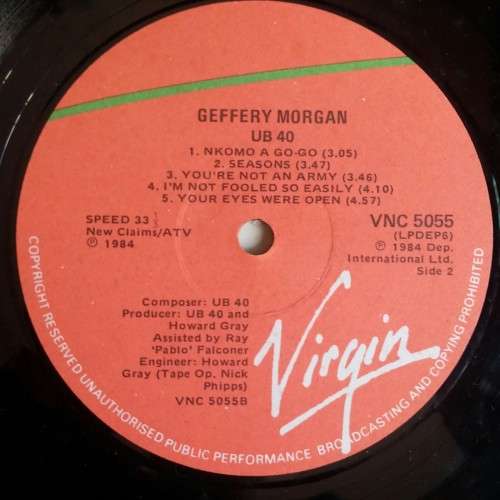 GEFFERY MORGAN
UB 40
1. NKOMO A GO-GO (3.05)
2. SEASONS (3.47)
3. YOU'RE NOT AN ARMY (3.46)
4. I'M NOT FOOLED SO EASILY (4.10)
5. YOUR EYES WERE OPEN (4.57)
SPEED 33 ⅓
New Claims/ATV
℗ 1984
VNC 5055
(LPDEP6)
℗ 1984 Dep.
International Ltd.
Side 2
Composer: UB 40
Producer: UB 40 and
Howard Gray
Assisted by Ray
'Pablo' Falconer
Engineer: Howard
Gray (Tape Op. Nick
Phipps)
VNC 5055B
Virgin
COPYRIGHT RESERVED UNAUTHORISED PUBLIC PERFORMANCE BROADCASTING AND COPYING PROHIBITED